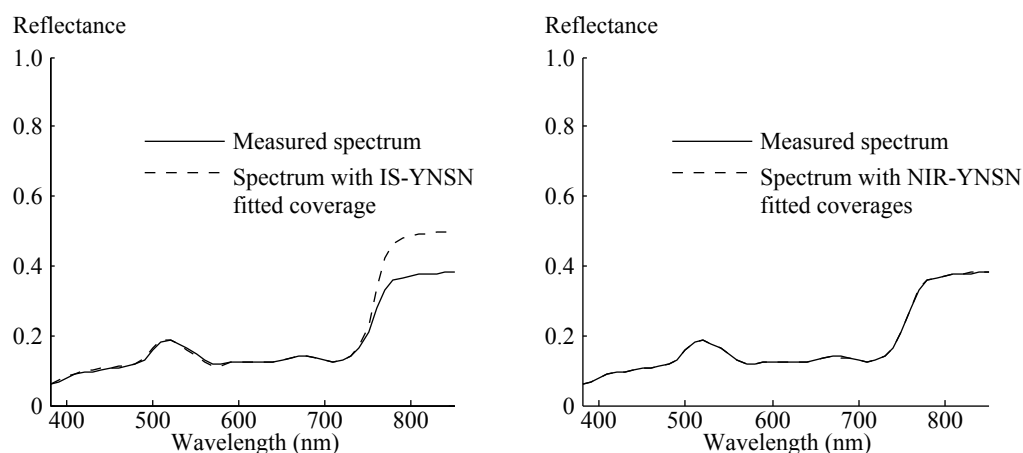 Reflectance
1.0
0.8
0.6
0.4
0.2
0
400 500 600 700 800
Wavelength (nm)
Measured spectrum
Spectrum with IS-YNSN
fitted coverage
Reflectance
1.0
0.8
0.6
0.4
0.2
0
400 500 600 700 800
Wavelength (nm)
Measured spectrum
Spectrum with NIR-YNSN
fitted coverages